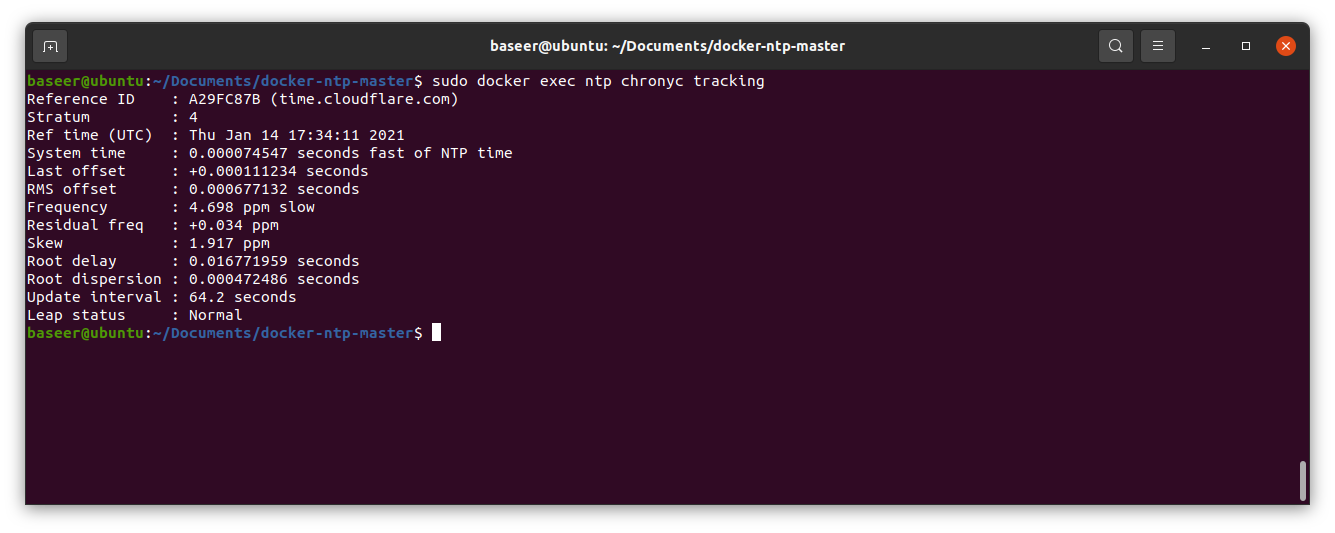 baseer@ubuntu: ~/Documents/docker-ntp-master
baseer@ubuntu:~/Documents/docker-ntp-master$ sudo docker exec ntp chronyc tracking
Reference ID    : A29FC87B (time.cloudflare.com)
Stratum         : 4
Ref time (UTC)  : Thu Jan 14 17:34:11 2021
System time     : 0.000074547 seconds fast of NTP time
Last offset     : +0.000111234 seconds
RMS offset      : 0.000677132 seconds
Frequency       : 4.698 ppm slow
Residual freq   : +0.034 ppm
Skew            : 1.917 ppm
Root delay      : 0.016771959 seconds
Root dispersion : 0.000472486 seconds
Update interval : 64.2 seconds
Leap status     : Normal
baseer@ubuntu:~/Documents/docker-ntp-master$